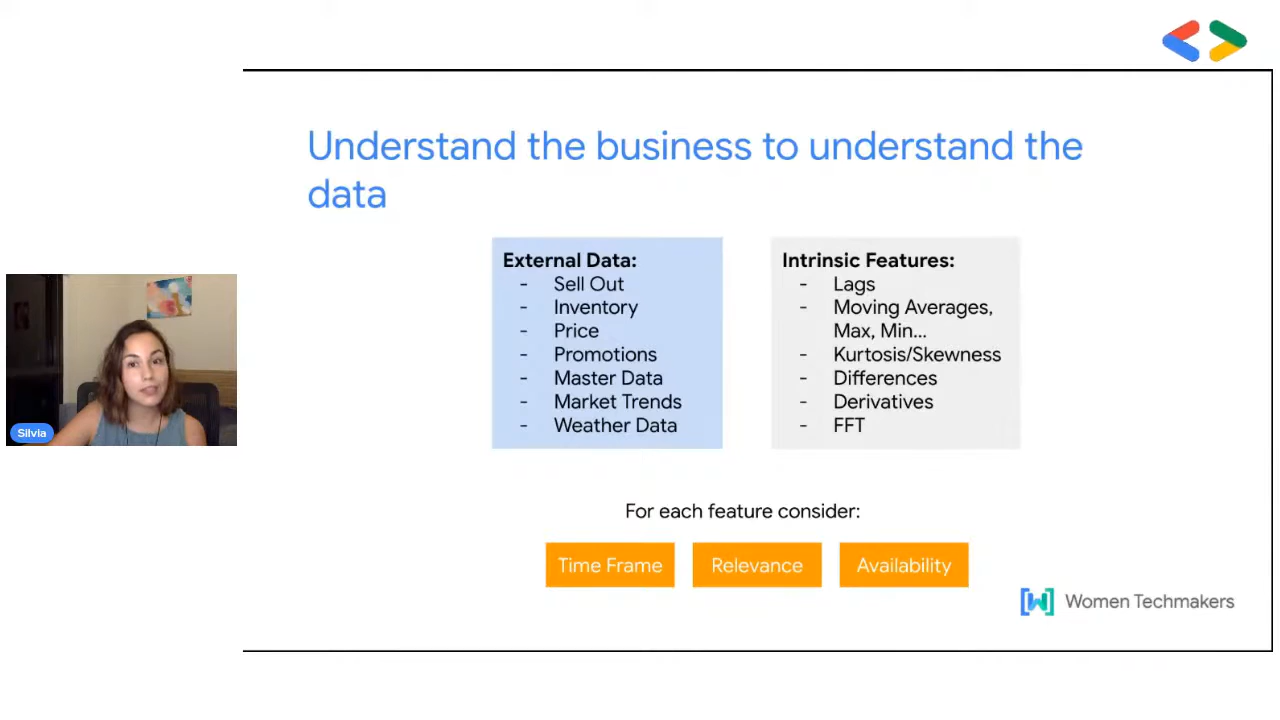 Understand the business to understand the
data
External Data:
- Sell Out
- Inventory
- Price
- Promotions
- Master Data
- Market Trends
- Weather Data
Intrinsic Features:
- Lags
- Moving Averages,
Max, Min...
- Kurtosis/Skewness
- Differences
- Derivatives
- FFT
Silvia
For each feature consider:
Time Frame
Relevance
Availability
Women Techmakers